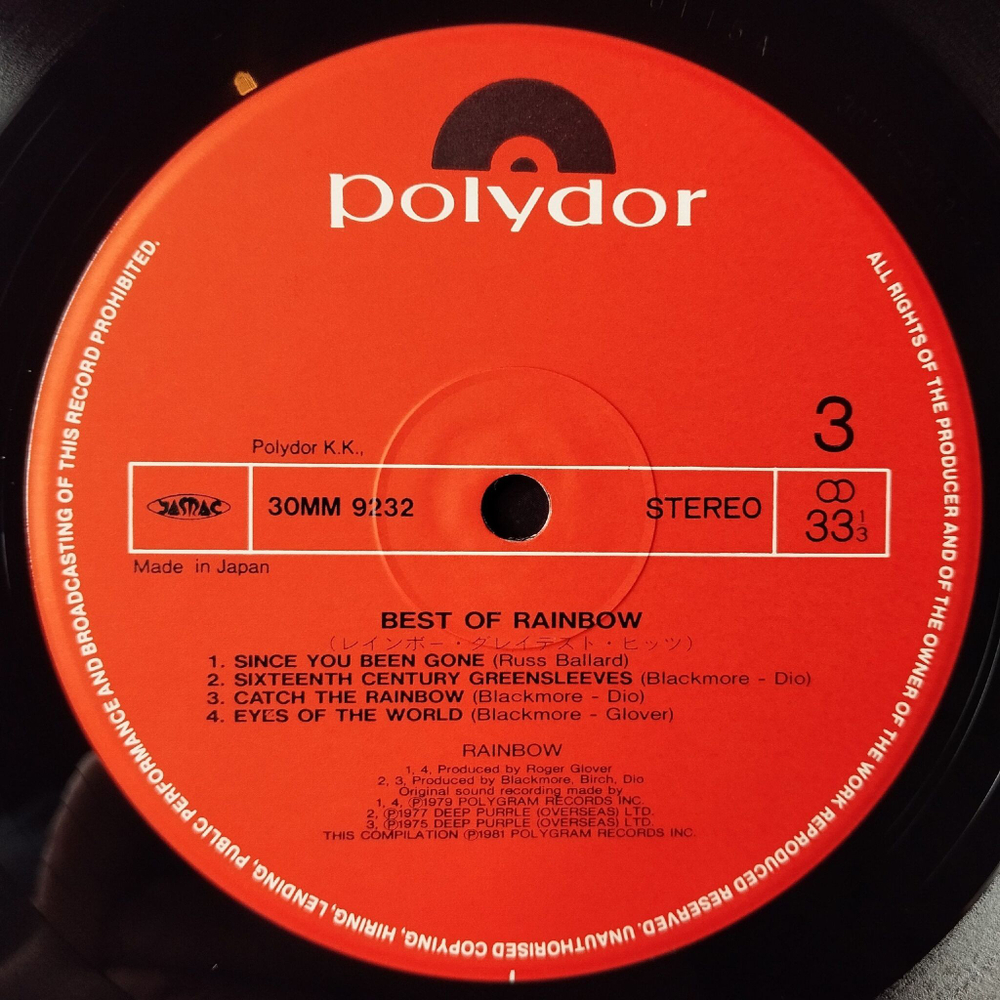 polydor
3
Polydor K.K.,
JASRAC
30MM 9232
STEREO
33 1/3
Made in Japan
BEST OF RAINBOW
(レインボー・グレイテスト・ヒッツ)
1. SINCE YOU BEEN GONE (Russ Ballard)
2. SIXTEENTH CENTURY GREENSLEEVES (Blackmore - Dio)
3. CATCH THE RAINBOW (Blackmore - Dio)
4. EYES OF THE WORLD (Blackmore - Glover)
RAINBOW
1, 4, Produced by Roger Glover
2, 3, Produced by Blackmore, Birch, Dio
Original sound recording made by
1, 4, ℗1979 POLYGRAM RECORDS INC.
2, ℗1977 DEEP PURPLE (OVERSEAS) LTD.
3, ℗1975 DEEP PURPLE (OVERSEAS) LTD.
THIS COMPILATION ℗1981 POLYGRAM RECORDS INC.
ALL RIGHTS OF THE PRODUCER AND OF THE OWNER OF THE WORK REPRODUCED RESERVED. UNAUTHORISED COPYING, HIRING, LENDING, PUBLIC PERFORMANCE AND BROADCASTING OF THIS RECORD PROHIBITED.